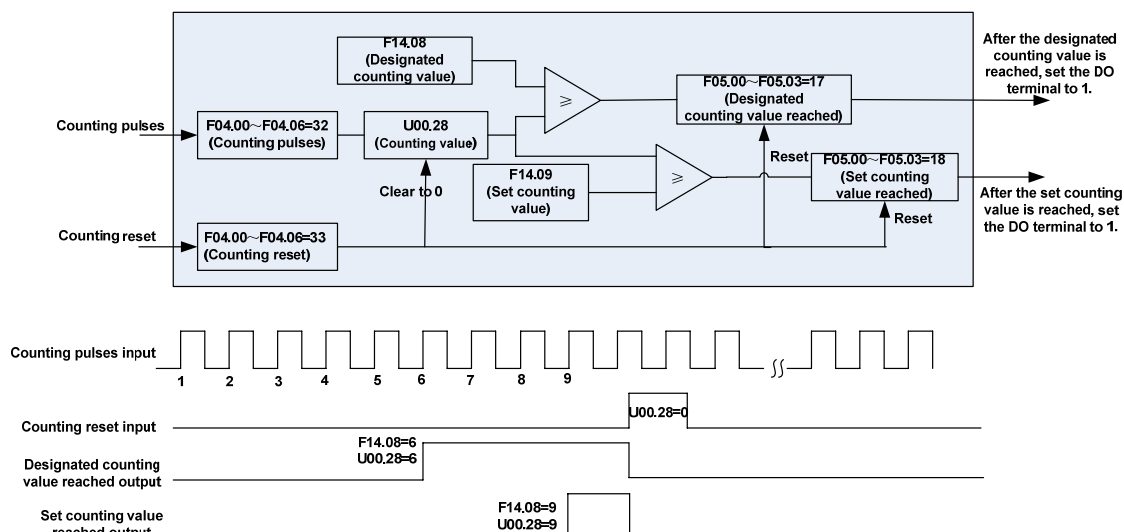 F14.08
(Designated
counting value)
After the designated
counting value is
reached, set the DO
terminal to 1.
F05.00～F05.03=17
(Designated
counting value reached)
Counting pulses
F04.00～F04.06=32
(Counting pulses)
U00.28
(Counting value)
≥
≥
Clear to 0
F14.09
(Set counting
value)
Reset
F05.00～F05.03=18
(Set counting
value reached)
Reset
After the set counting
value is reached, set
the DO terminal to 1.
Counting reset
F04.00～F04.06=33
(Counting reset)
Counting pulses input
1 2 3 4 5 6 7 8 9
Counting reset input
U00.28=0
Designated counting
value reached output
F14.08=6
U00.28=6
Set counting value
reached output
F14.08=9
U00.28=9